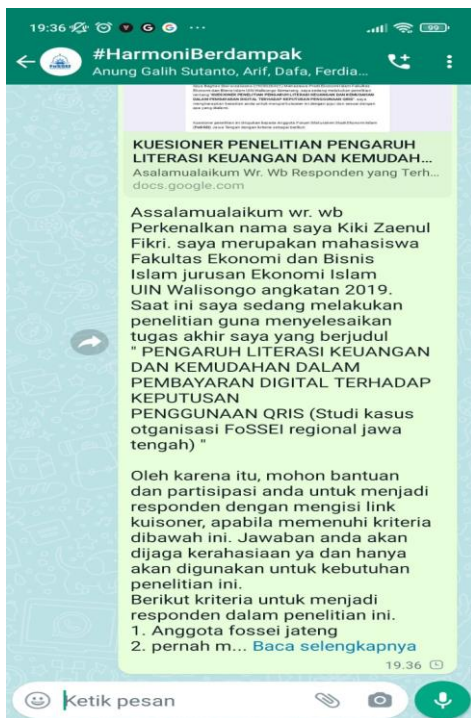 19:36
99
#HarmoniBerdampak
Anung Galih Sutanto, Arif, Dafa, Ferdia...
KUESIONER PENELITIAN PENGARUH
LITERASI KEUANGAN DAN KEMUDAH...
Asalamualaikum Wr. Wb Responden yang Terh...
docs.google.com
Assalamualaikum wr. wb
Perkenalkan nama saya Kiki Zaenul
Fikri. saya merupakan mahasiswa
Fakultas Ekonomi dan Bisnis
Islam jurusan Ekonomi Islam
UIN Walisongo angkatan 2019.
Saat ini saya sedang melakukan
penelitian guna menyelesaikan
tugas akhir saya yang berjudul
" PENGARUH LITERASI KEUANGAN
DAN KEMUDAHAN DALAM
PEMBAYARAN DIGITAL TERHADAP
KEPUTUSAN
PENGGUNAAN QRIS (Studi kasus
otganisasi FoSSEI regional jawa
tengah) "
Oleh karena itu, mohon bantuan
dan partisipasi anda untuk menjadi
responden dengan mengisi link
kuisoner, apabila memenuhi kriteria
dibawah ini. Jawaban anda akan
dijaga kerahasiaan ya dan hanya
akan digunakan untuk kebutuhan
penelitian ini.
Berikut kriteria untuk menjadi
responden dalam penelitian ini.
1. Anggota fossei jateng
2. pernah m... Baca selengkapnya
19.36
Ketik pesan